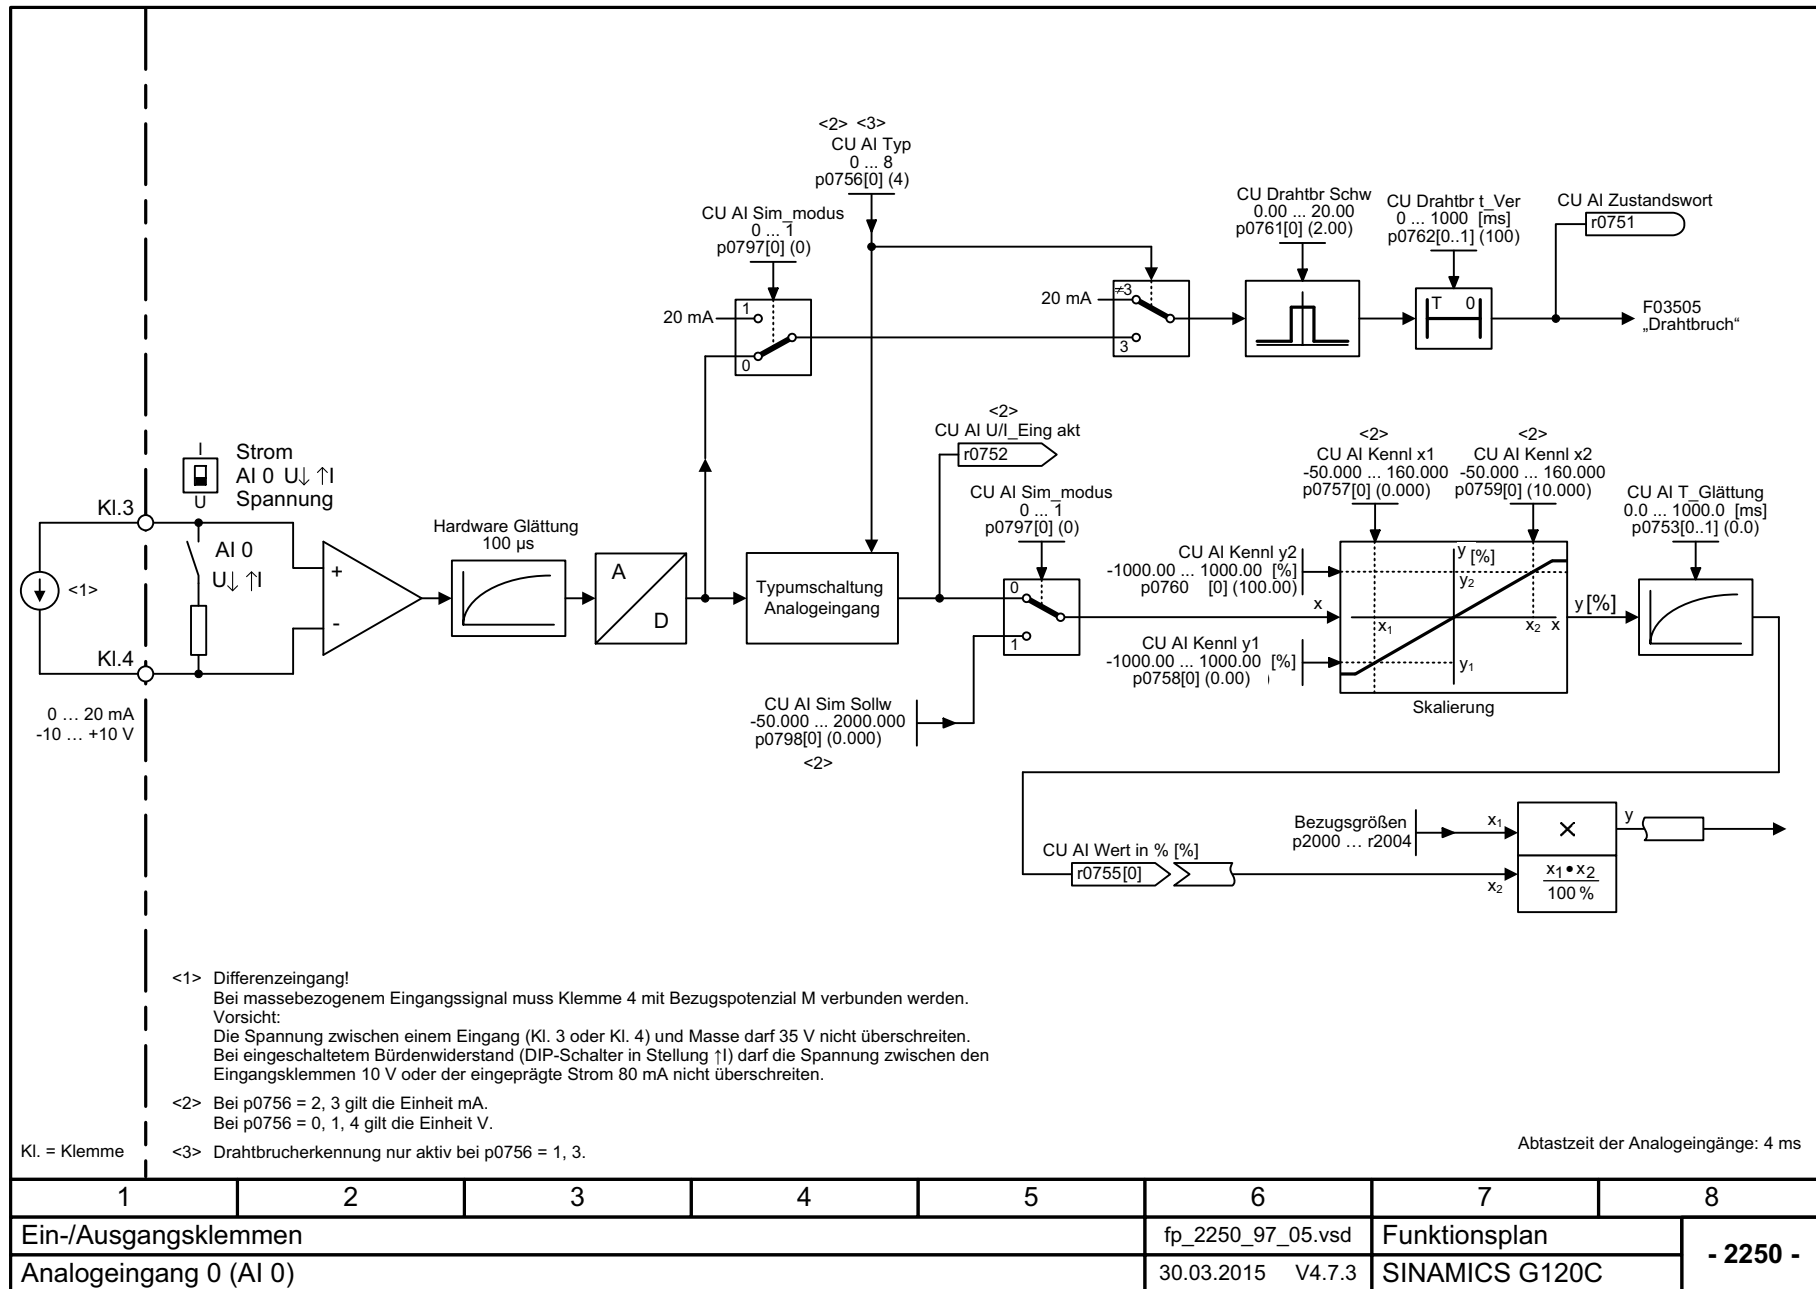 <2> <3>
CU AI Typ
0 ... 8
p0756[0] (4)
CU AI Sim_modus
0 ... 1
p0797[0] (0)
20 mA
1
0
20 mA
≠3
3
CU Drahtbr Schw
0.00 ... 20.00
p0761[0] (2.00)
CU Drahtbr t_Ver
0 ... 1000 [ms]
p0762[0..1] (100)
T 0
CU AI Zustandswort
r0751
F03505
„Drahtbruch“
I
U
Strom
AI 0 U↓ ↑I
Spannung
Kl.3
<1>
AI 0
U↓ ↑I
Kl.4
0 … 20 mA
-10 … +10 V
+
-
Hardware Glättung
100 µs
A
D
Typumschaltung
Analogeingang
<2>
CU AI U/I_Eing akt
r0752
CU AI Sim_modus
0 ... 1
p0797[0] (0)
0
1
CU AI Sim Sollw
-50.000 ... 2000.000
p0798[0] (0.000)
<2>
<2>
CU AI Kennl x1
-50.000 ... 160.000
p0757[0] (0.000)
<2>
CU AI Kennl x2
-50.000 ... 160.000
p0759[0] (10.000)
CU AI Kennl y2
-1000.00 ... 1000.00 [%]
p0760 [0] (100.00)
x
CU AI Kennl y1
-1000.00 ... 1000.00 [%]
p0758[0] (0.00)
y [%]
y2
x1
x2 x
y1
Skalierung
y [%]
CU AI T_Glättung
0.0 ... 1000.0 [ms]
p0753[0..1] (0.0)
CU AI Wert in % [%]
r0755[0]
Bezugsgrößen
p2000 … r2004
x1
x2
×
x1 • x2
100 %
y
<1> Differenzeingang!
Bei massebezogenem Eingangssignal muss Klemme 4 mit Bezugspotenzial M verbunden werden.
Vorsicht:
Die Spannung zwischen einem Eingang (Kl. 3 oder Kl. 4) und Masse darf 35 V nicht überschreiten.
Bei eingeschaltetem Bürdenwiderstand (DIP-Schalter in Stellung ↑I) darf die Spannung zwischen den
Eingangsklemmen 10 V oder der eingeprägte Strom 80 mA nicht überschreiten.
<2> Bei p0756 = 2, 3 gilt die Einheit mA.
Bei p0756 = 0, 1, 4 gilt die Einheit V.
Kl. = Klemme
<3> Drahtbrucherkennung nur aktiv bei p0756 = 1, 3.
Abtastzeit der Analogeingänge: 4 ms
1 2 3 4 5 6 7 8
Ein-/Ausgangsklemmen
fp_2250_97_05.vsd
Funktionsplan
- 2250 -
Analogeingang 0 (AI 0)
30.03.2015 V4.7.3
SINAMICS G120C